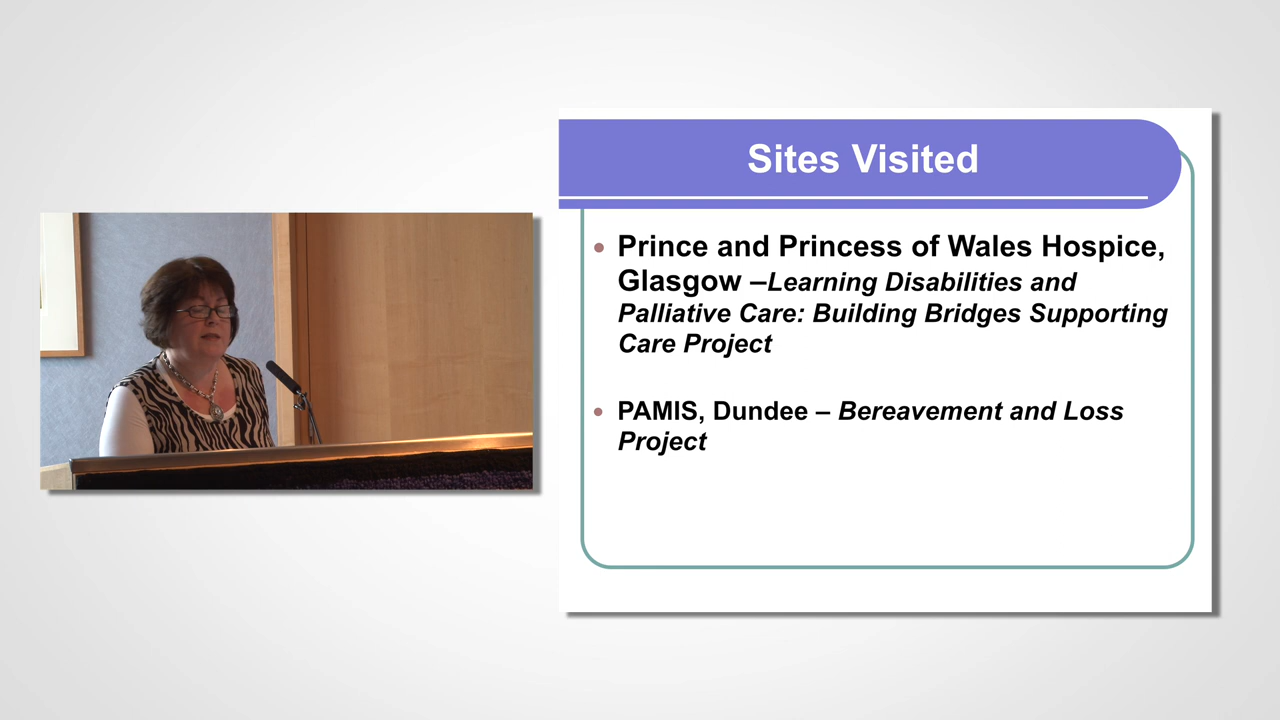 Sites Visited
Prince and Princess of Wales Hospice,
Glasgow –Learning Disabilities and
Palliative Care: Building Bridges Supporting
Care Project
PAMIS, Dundee – Bereavement and Loss
Project